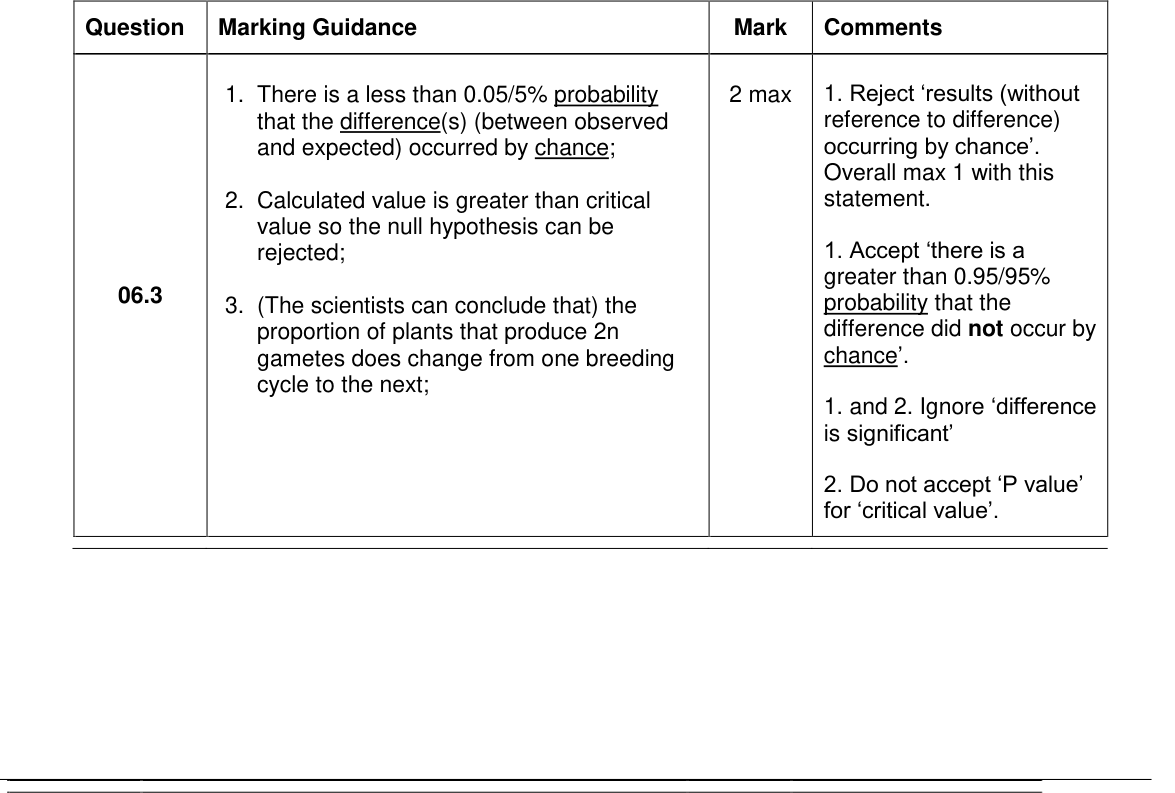 Question Marking Guidance Mark Comments
06.3
1. There is a less than 0.05/5% probability
that the difference(s) (between observed
and expected) occurred by chance;
2. Calculated value is greater than critical
value so the null hypothesis can be
rejected;
3. (The scientists can conclude that) the
proportion of plants that produce 2n
gametes does change from one breeding
cycle to the next;
2 max
1. Reject ‘results (without
reference to difference)
occurring by chance’.
Overall max 1 with this
statement.
1. Accept ‘there is a
greater than 0.95/95%
probability that the
difference did not occur by
chance’.
1. and 2. Ignore ‘difference
is significant’
2. Do not accept ‘P value’
for ‘critical value’.